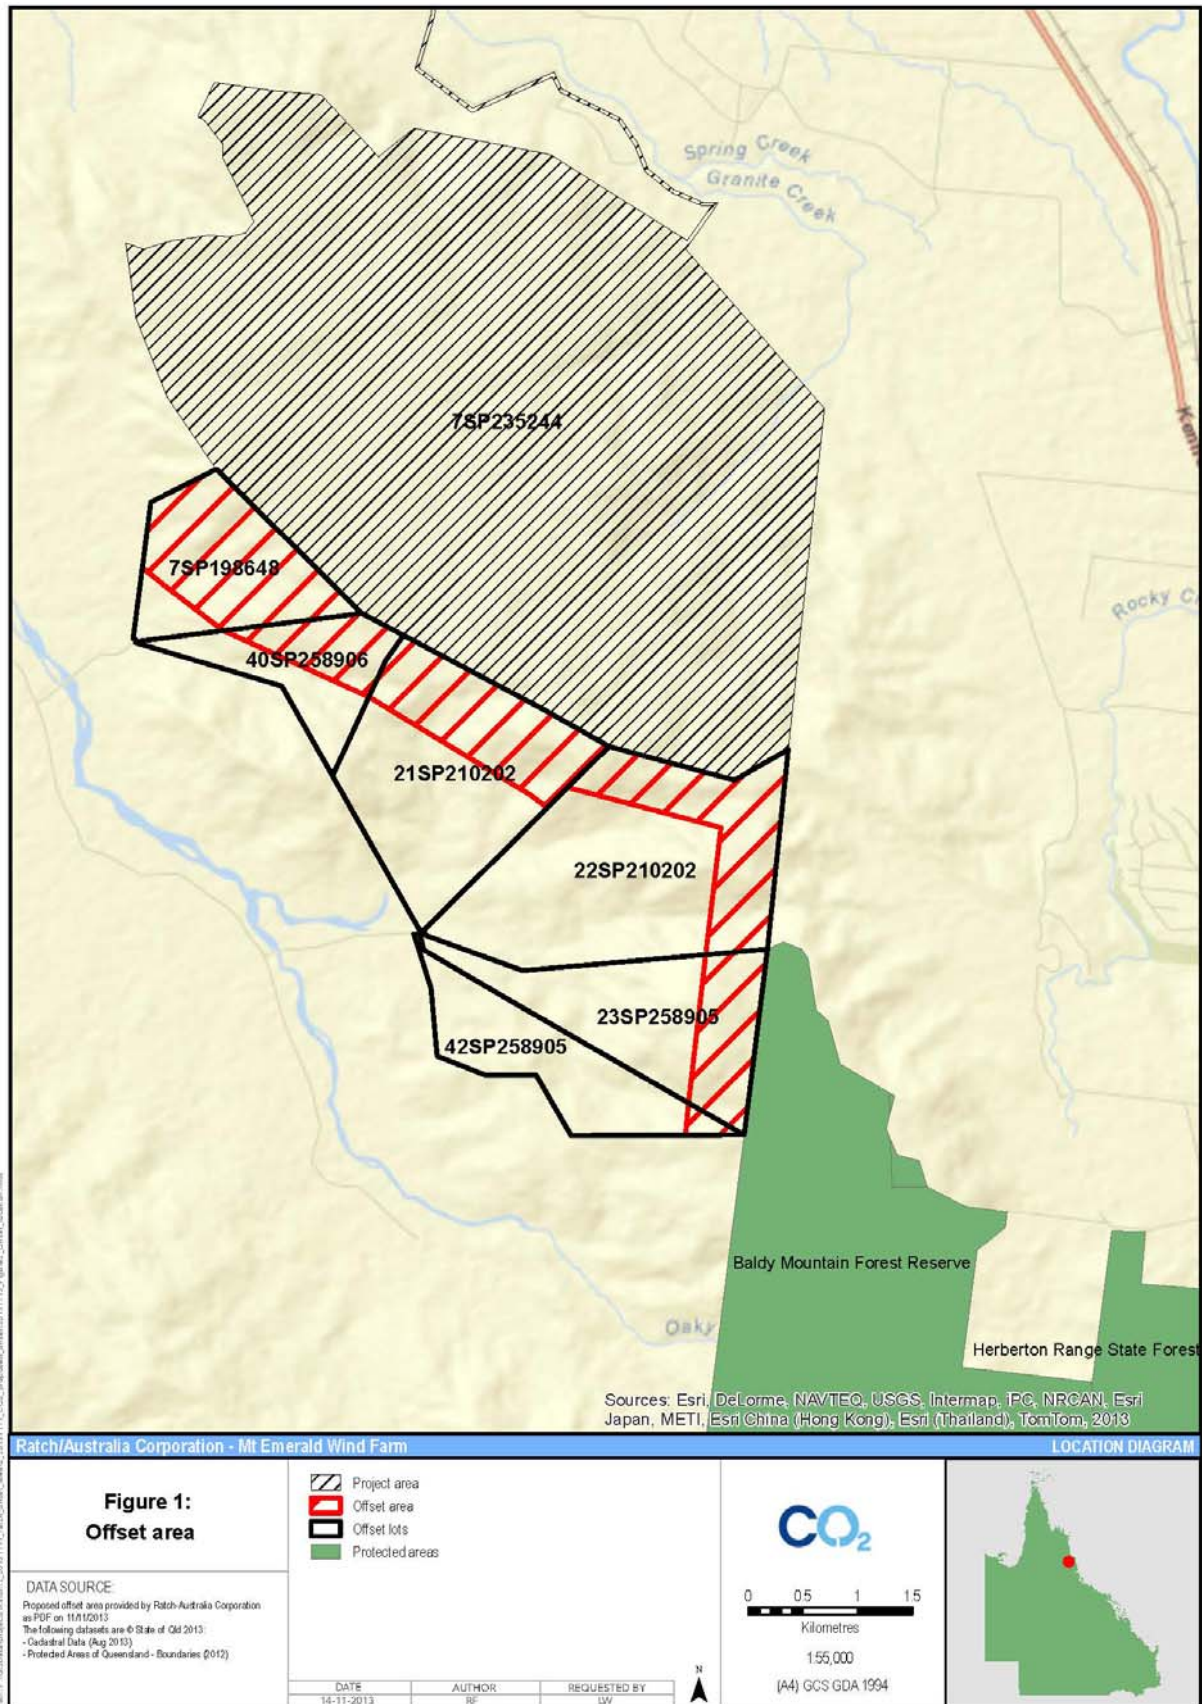 Spring Creek
Granite Creek
7SP235244
7SP198648
40SP258906
21SP210202
22SP210202
23SP258905
42SP258905
Rocky
Baldy Mountain Forest Reserve
Herberton Range State Forest
Oaky
Sources: Esri, DeLorme, NAVTEQ, USGS, Intermap, iPC, NRCAN, Esri
Japan, METI, Esri China (Hong Kong), Esri (Thailand), TomTom, 2013
Ratch/Australia Corporation - Mt Emerald Wind Farm
LOCATION DIAGRAM
Figure 1:
Offset area
Project area
Offset area
Offset lots
Protected areas
DATA SOURCE:
Proposed offset area provided by Ratch-Australia Corporation
as PDF on 11/11/2013
The following datasets are © State of Qld 2013:
- Cadastral Data (Aug 2013)
- Protected Areas of Queensland - Boundaries (2012)
DATE AUTHOR REQUESTED BY
14-11-2013 RF LW
N
CO2
0 0.5 1 1.5
Kilometres
1:55,000
(A4) GCS GDA 1994